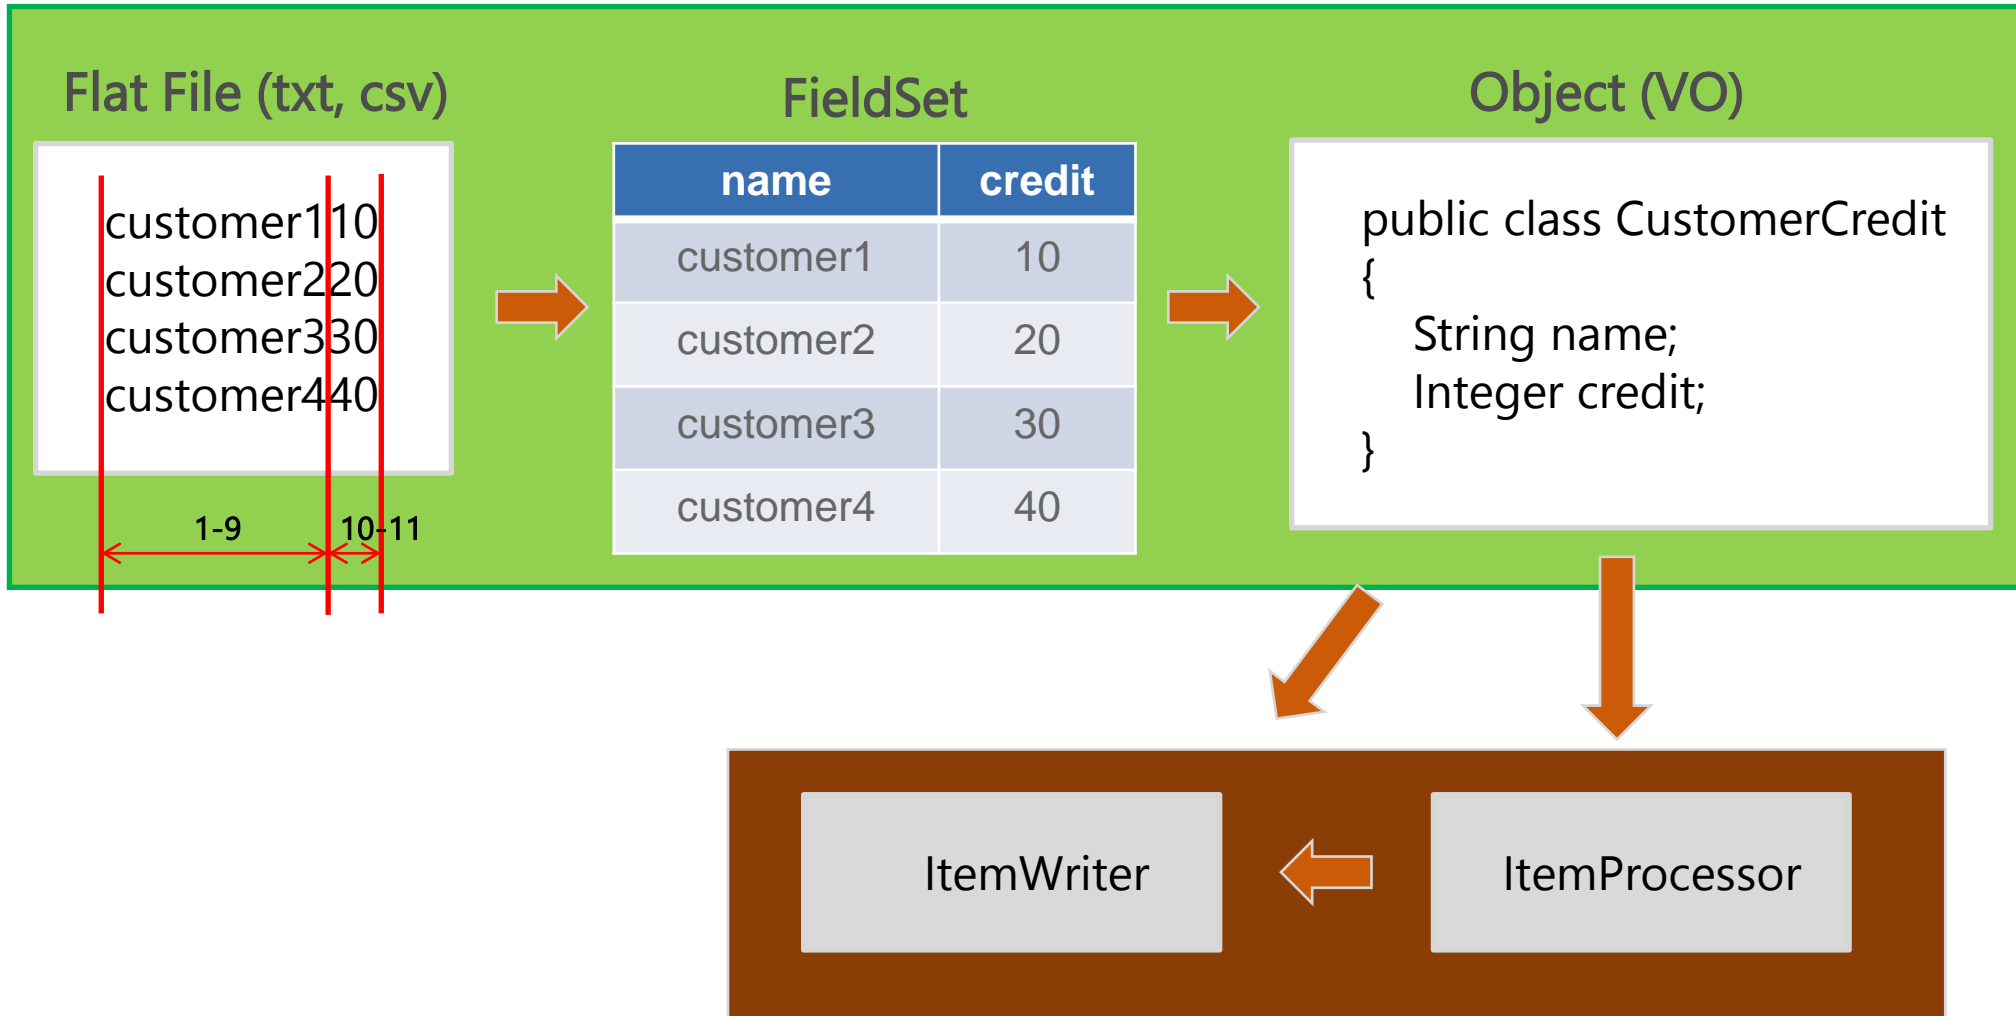 Flat File (txt, csv)
customer110
customer220
customer330
customer440
1-9
10-11
FieldSet
name credit
customer1 10
customer2 20
customer3 30
customer4 40
Object (VO)
public class CustomerCredit
{
String name;
Integer credit;
}
ItemWriter
ItemProcessor